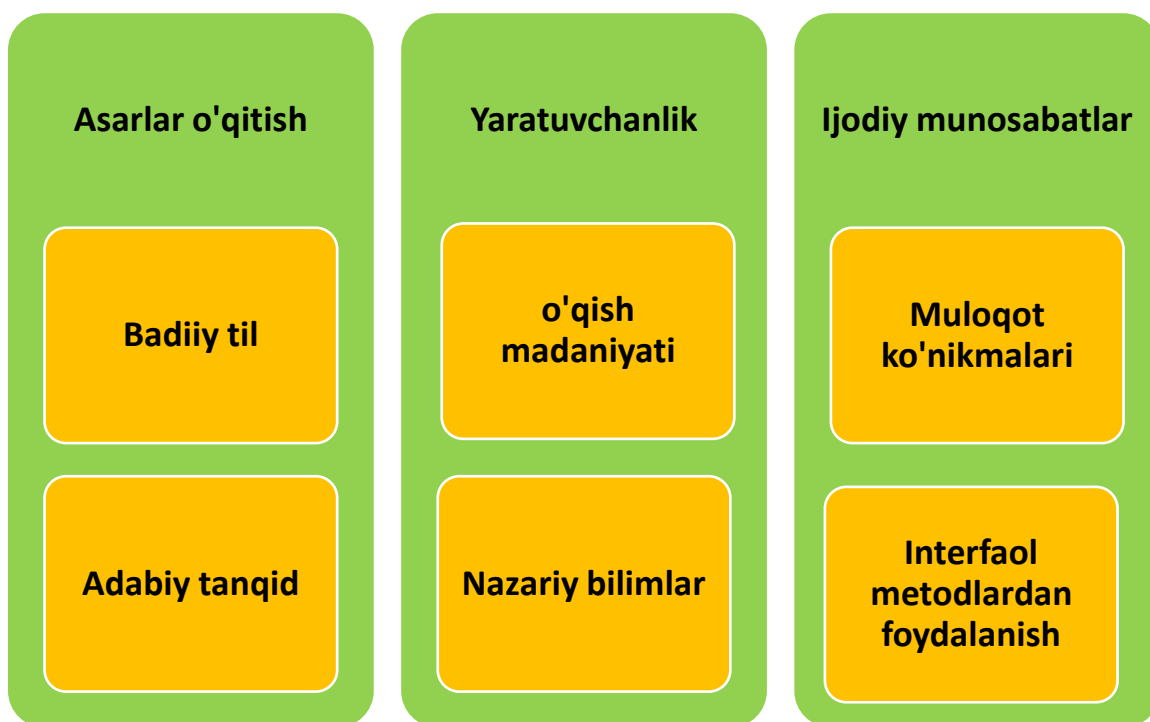 Asarlar o'qitish
Badiiy til
Adabiy tanqid
Yaratuvchanlik
o'qish
madaniyati
Nazariy bilimlar
Ijodiy munosabatlar
Muloqot
ko'nikmalari
Interfaol
metodlardan
foydalanish